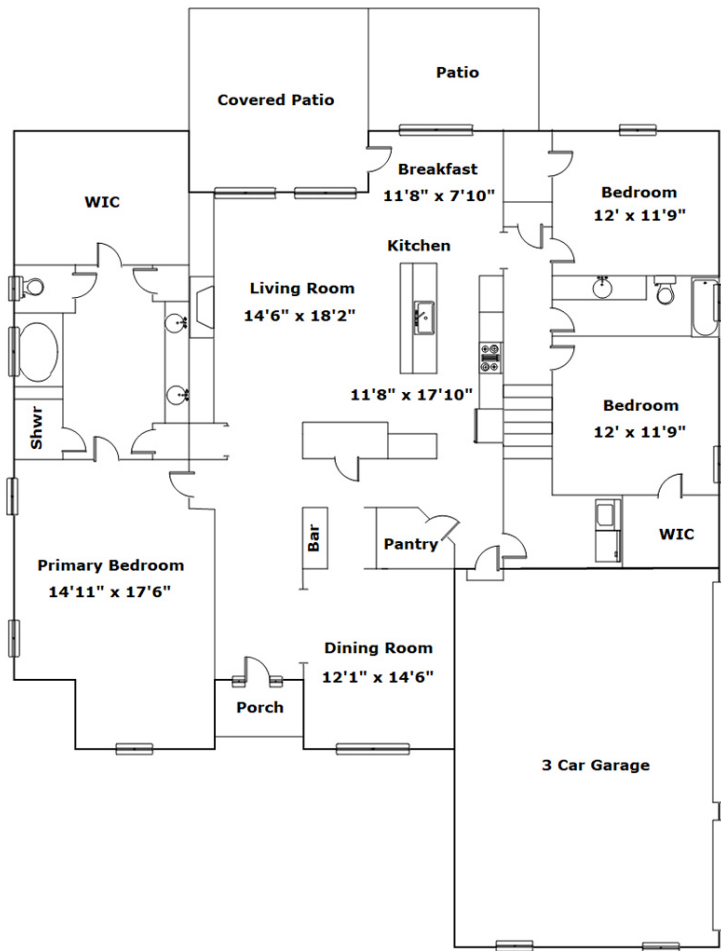 Patio
Covered Patio
Breakfast
11'8" x 7'10"
Bedroom
12' x 11'9"
WIC
Kitchen
Living Room
14'6" x 18'2"
11'8" x 17'10"
Bedroom
12' x 11'9"
Shwr
Bar
Pantry
WIC
Primary Bedroom
14'11" x 17'6"
Dining Room
12'1" x 14'6"
Porch
3 Car Garage